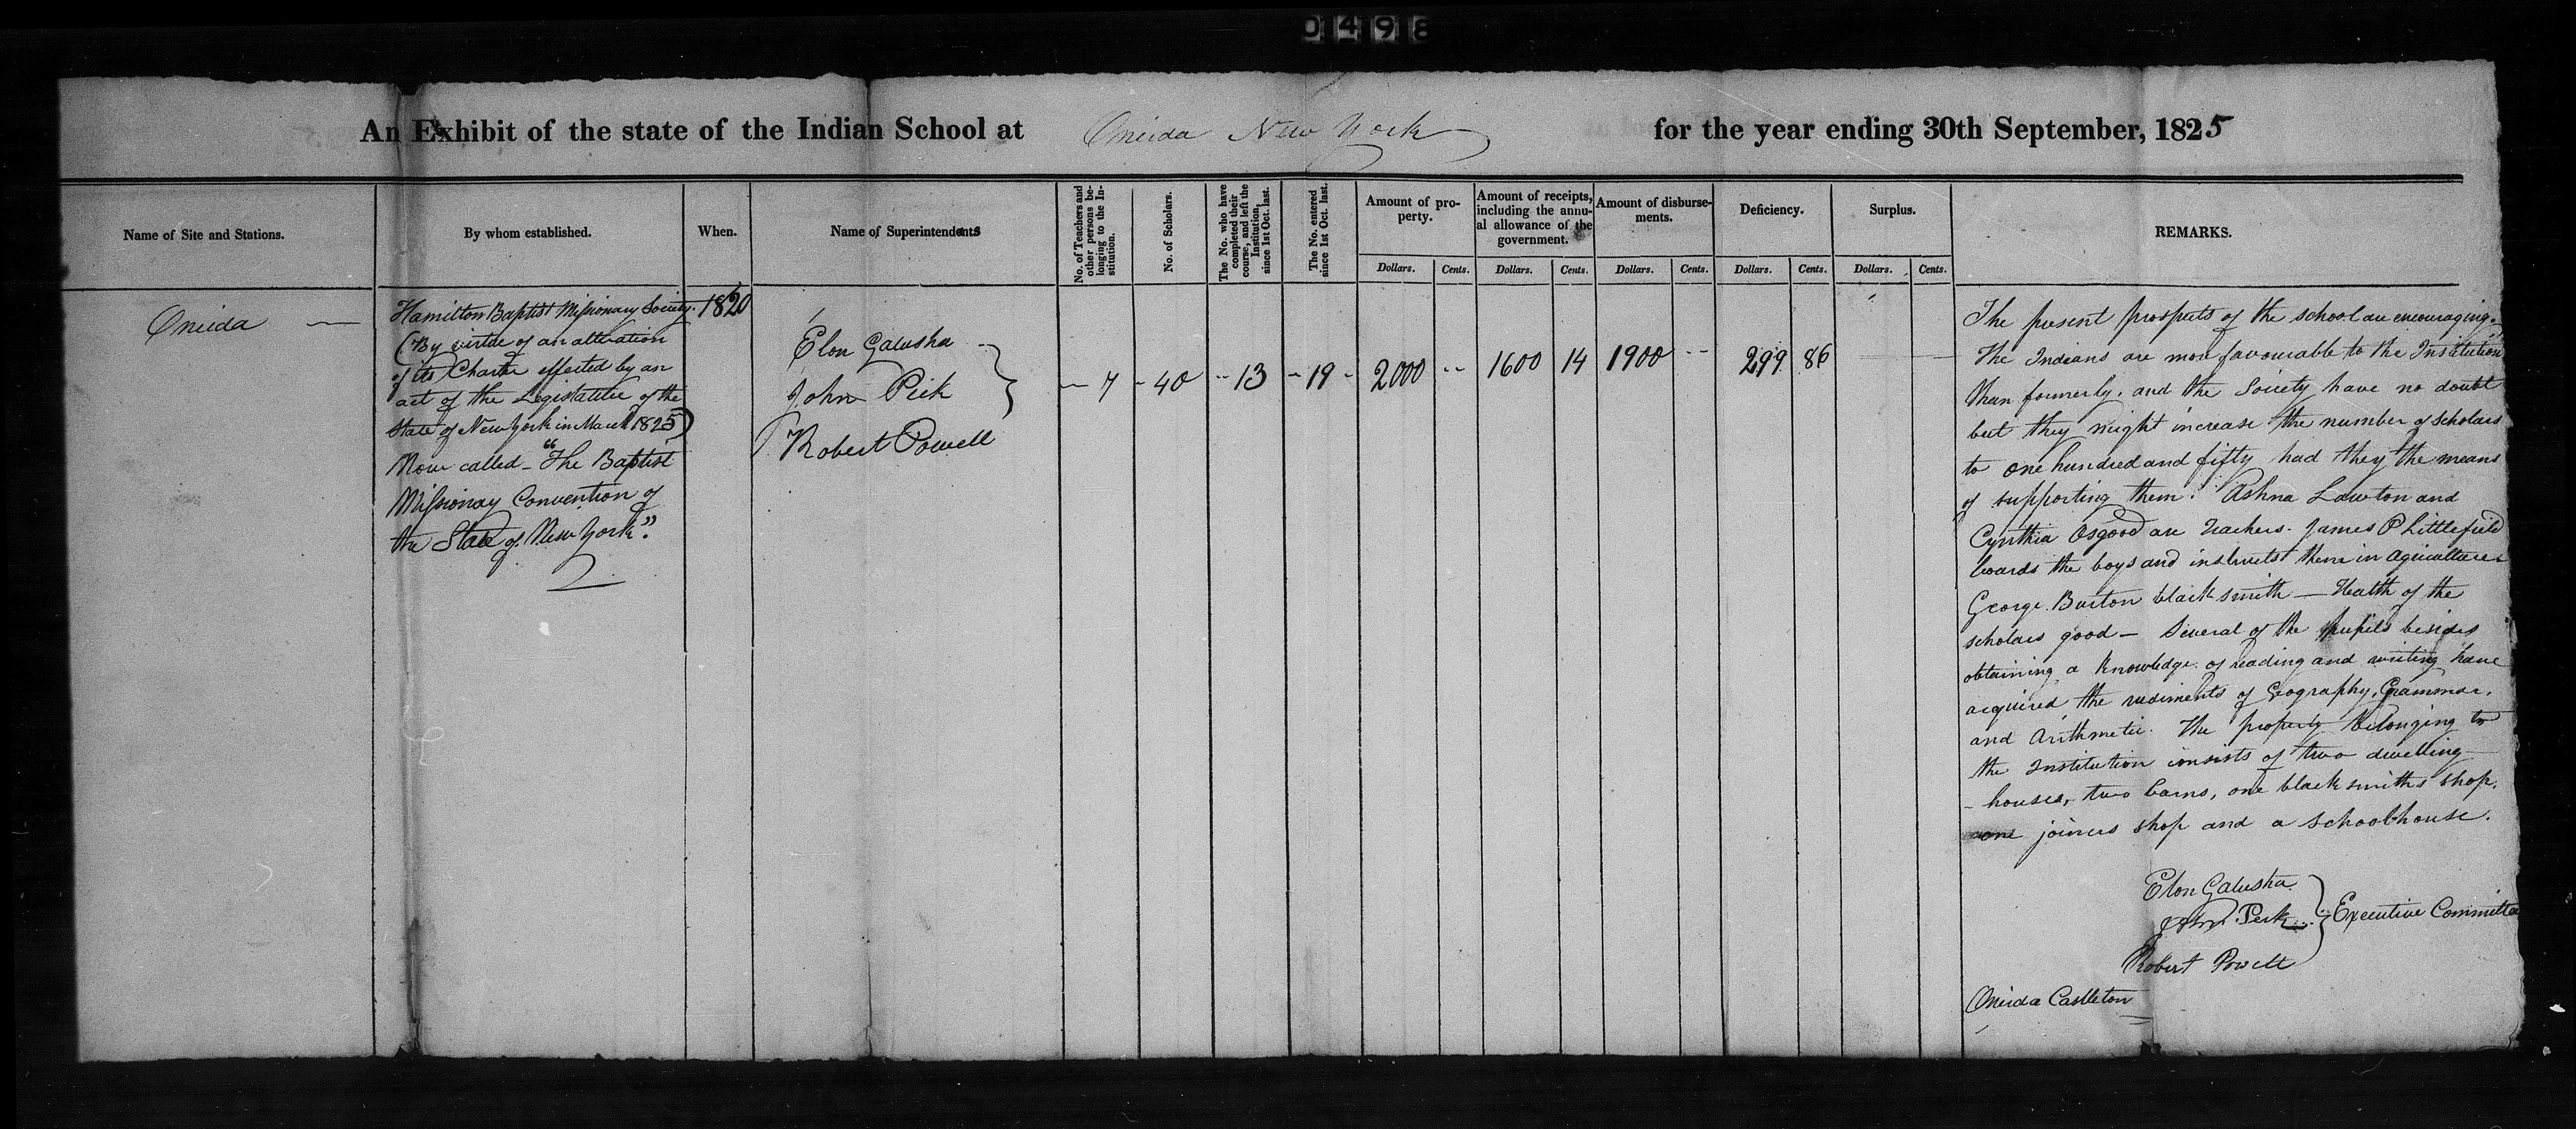 0498
An Exhibit of the state of the Indian School at Oneida New York for the year ending 30th September, 1825
Name of Site and Stations.
By whom established.
When.
Name of Superintendents
No. of Teachers and other persons belonging to the Institution.
No. of Scholars.
The No. who have completed their course, and left the Institution, since 1st Oct. last.
The No. entered since 1st Oct. last.
Amount of property.
Amount of receipts, including the annual allowance of the government.
Amount of disbursements.
Deficiency.
Surplus.
REMARKS.
Dollars. Cents. Dollars. Cents. Dollars. Cents. Dollars. Cents. Dollars. Cents.
Oneida
Hamilton Baptist Missionary Society.
(By virtue of an alteration
of its Charter effected by an
act of the Legislature of the
State of New York in March 1825)
Now called - "The Baptist
Missionary Convention of
the State of New York."
1820
Elon Galusha
John Peck
Robert Powell
7 - 40 - 13 - 19 - 2000 -- 1600 14 1900 -- 299 86
The present prospects of the school are encouraging.
The Indians are more favourable to the Institution
than formerly, and the Society have no doubt
but they might increase the number of scholars
to one hundred and fifty had they the means
of supporting them. Ashna Lawton and
Cynthia Osgood are teachers. James P Littlefield
boards the boys and instructs them in agriculture
George Burton blacksmith — Health of the
scholars good — Several of the pupils besides
obtaining a knowledge of reading and writing have
acquired the rudiments of Geography, Grammar,
and Arithmetic. The property belonging to
the Institution consists of two dwelling
- houses, two barns, one blacksmiths shop,
one joiners shop and a schoolhouse.
Elon Galusha
John Peck
Robert Powell
Executive Committee
Oneida Castleton